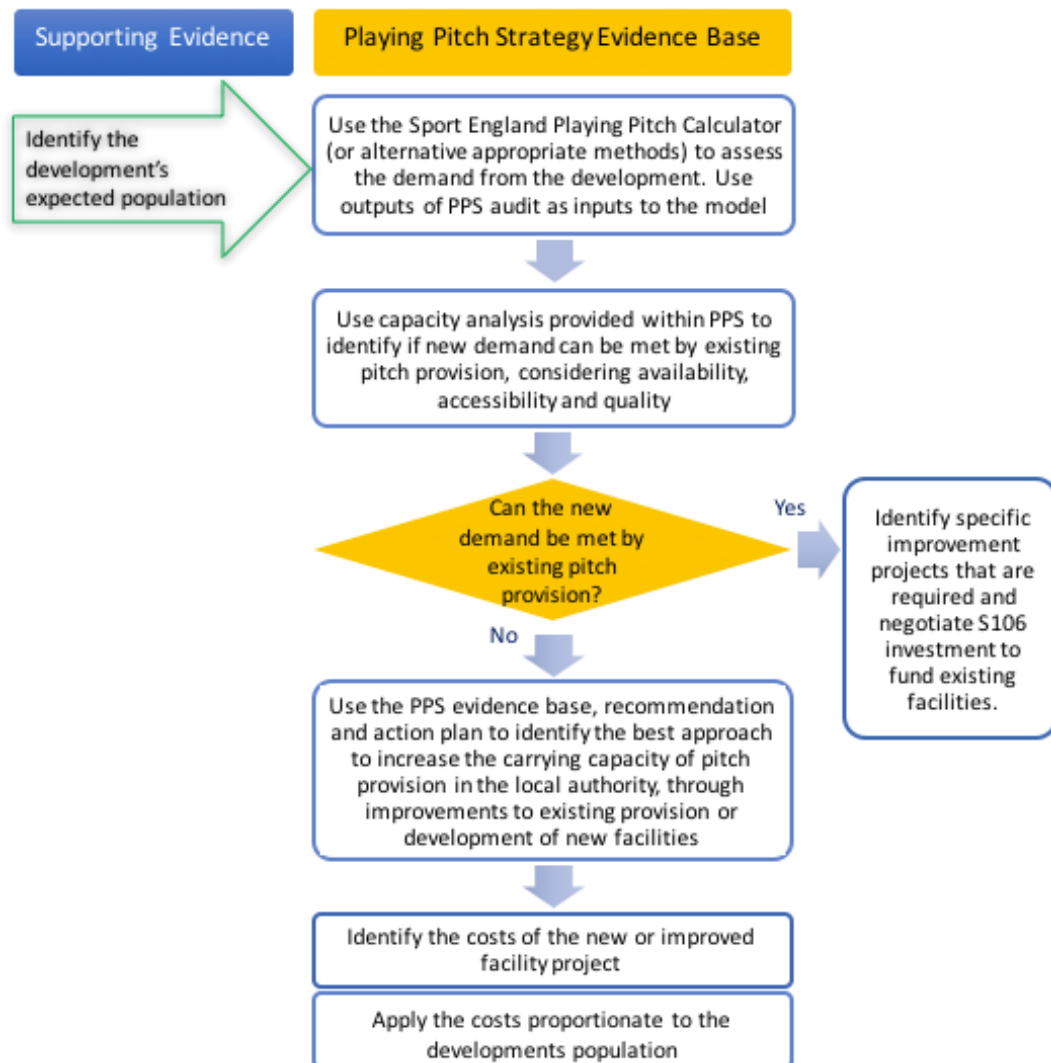 Supporting Evidence
Playing Pitch Strategy Evidence Base
Identify the
development's
expected population
Use the Sport England Playing Pitch Calculator
(or alternative appropriate methods) to assess
the demand from the development. Use
outputs of PPS audit as inputs to the model
Use capacity analysis provided within PPS to
identify if new demand can be met by existing
pitch provision, considering availability,
accessibility and quality
Can the new
demand be met by
existing pitch
provision?
Yes
Identify specific
improvement
projects that are
required and
negotiate S106
investment to
fund existing
facilities.
No
Use the PPS evidence base, recommendation
and action plan to identify the best approach
to increase the carrying capacity of pitch
provision in the local authority, through
improvements to existing provision or
development of new facilities
Identify the costs of the new or improved
facility project
Apply the costs proportionate to the
developments population